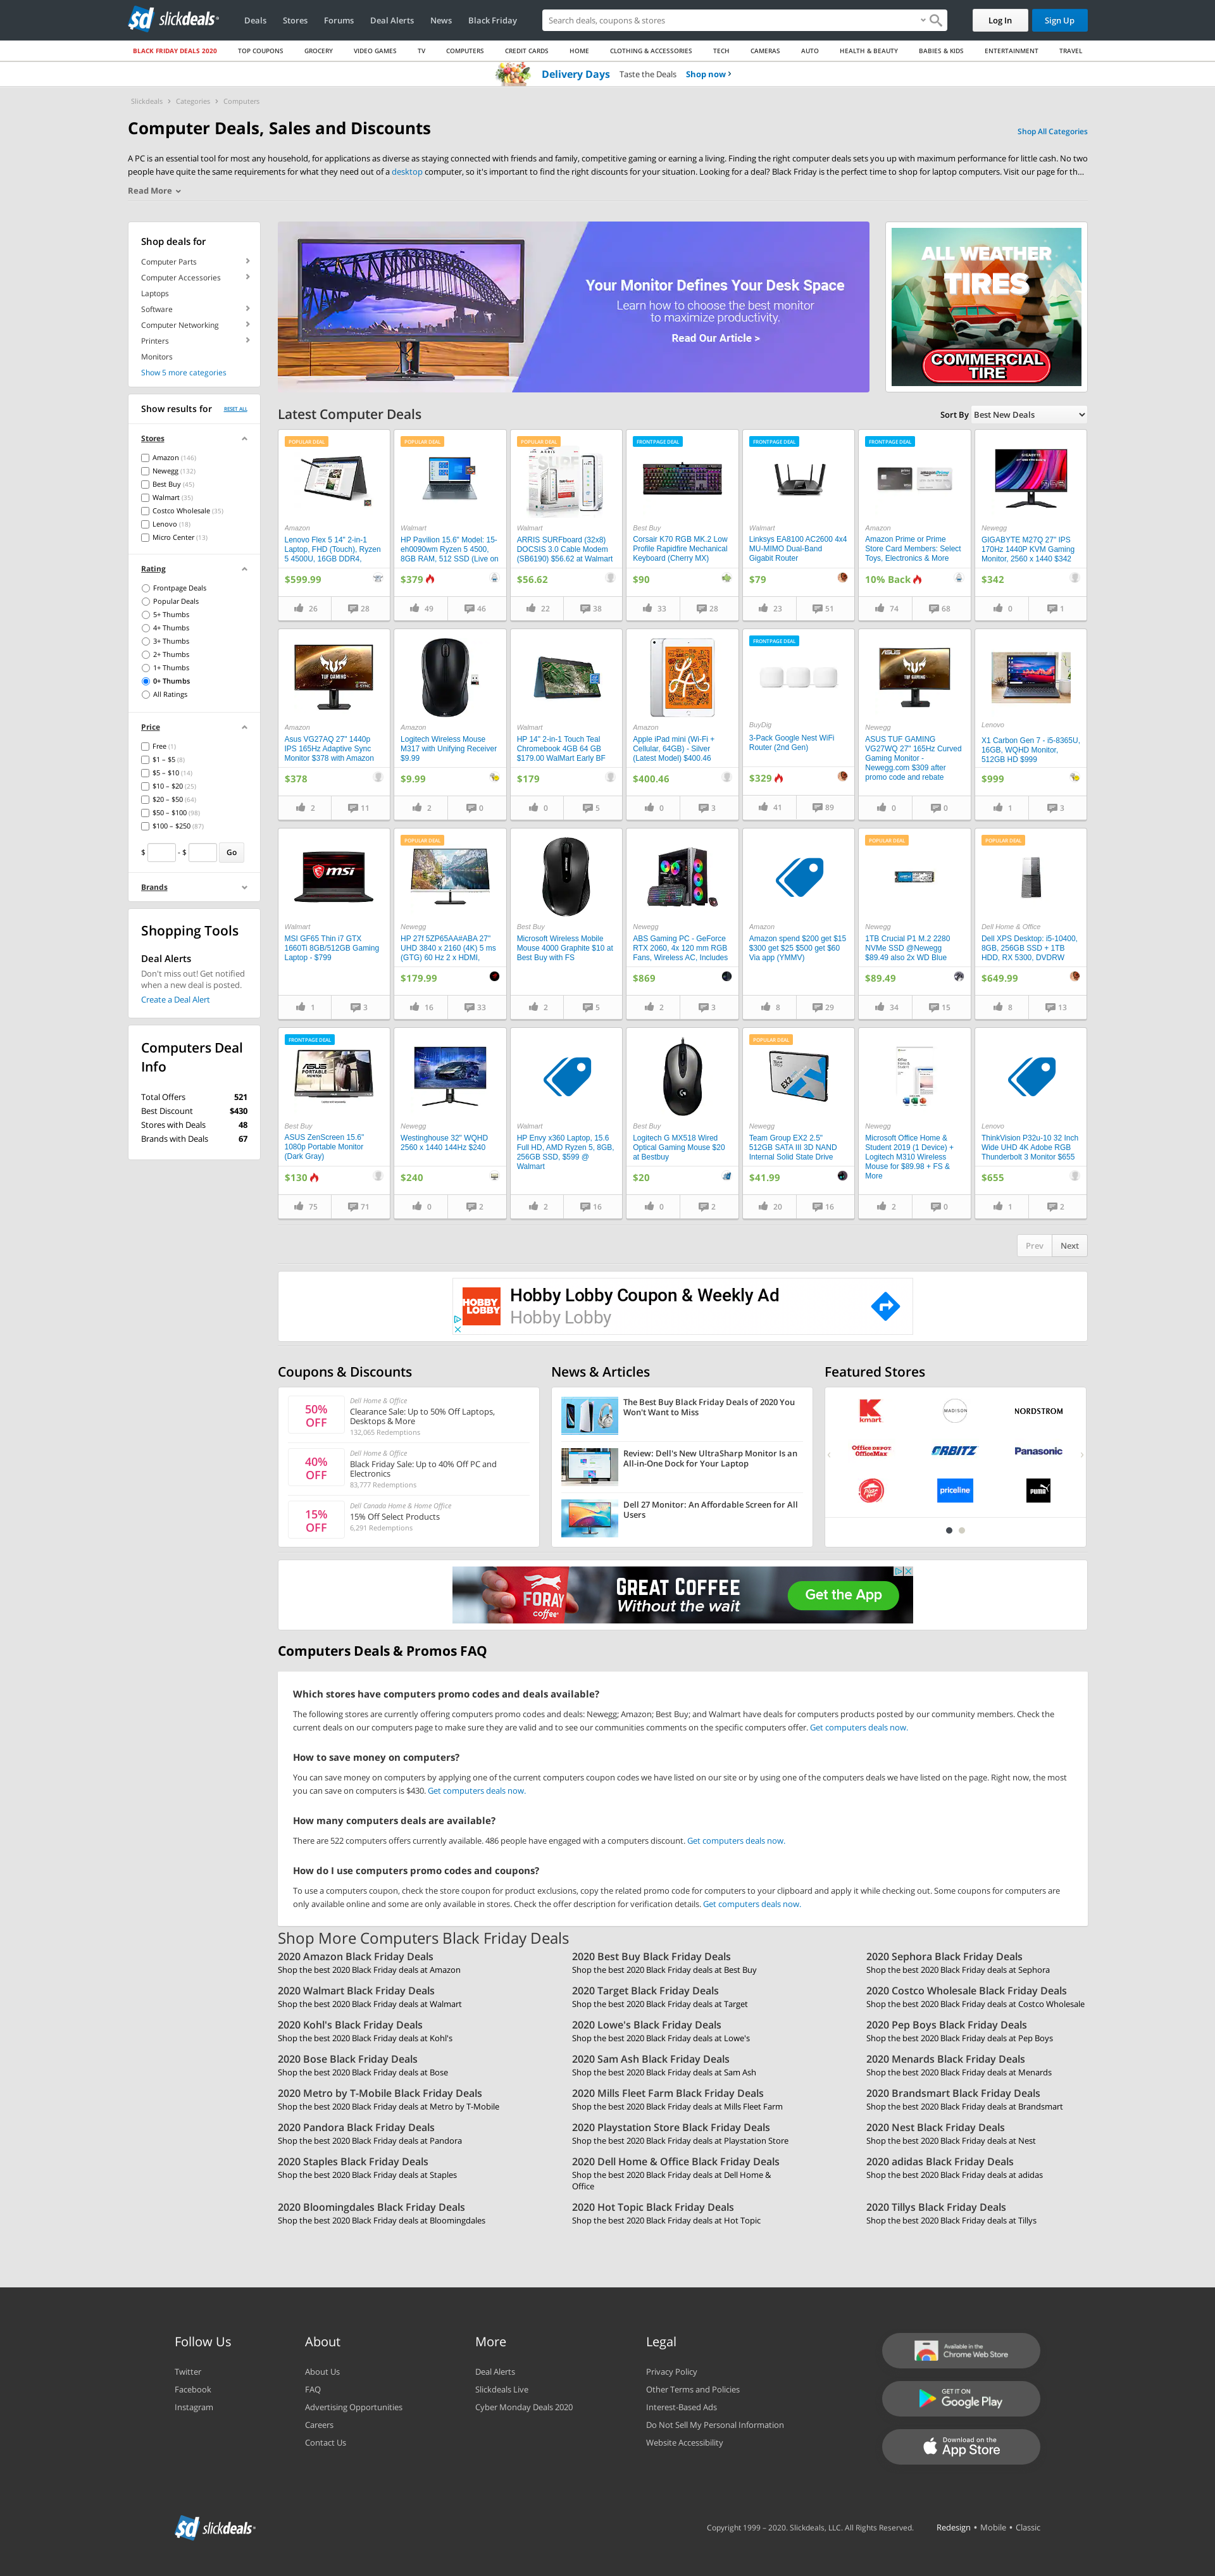 sd slickdeals
Deals Stores Forums Deal Alerts News Black Friday
Search deals, coupons & stores
Log In Sign Up
BLACK FRIDAY DEALS 2020 TOP COUPONS GROCERY VIDEO GAMES TV COMPUTERS CREDIT CARDS HOME CLOTHING & ACCESSORIES TECH CAMERAS AUTO HEALTH & BEAUTY BABIES & KIDS ENTERTAINMENT TRAVEL
Delivery Days Taste the Deals Shop now ›
Slickdeals › Categories › Computers
Computer Deals, Sales and Discounts
Shop All Categories
A PC is an essential tool for most any household, for applications as diverse as staying connected with friends and family, competitive gaming or earning a living. Finding the right computer deals sets you up with maximum performance for little cash. No two
people have quite the same requirements for what they need out of a desktop computer, so it's important to find the right discounts for your situation. Looking for a deal? Black Friday is the perfect time to shop for laptop computers. Visit our page for th...
Read More
Shop deals for
Computer Parts
Computer Accessories
Laptops
Software
Computer Networking
Printers
Monitors
Show 5 more categories
Show results for RESET ALL
Stores
Amazon (146)
Newegg (132)
Best Buy (45)
Walmart (35)
Costco Wholesale (35)
Lenovo (18)
Micro Center (13)
Rating
Frontpage Deals
Popular Deals
5+ Thumbs
4+ Thumbs
3+ Thumbs
2+ Thumbs
1+ Thumbs
0+ Thumbs
All Ratings
Price
Free (1)
$1 – $5 (8)
$5 – $10 (14)
$10 – $20 (25)
$20 – $50 (64)
$50 – $100 (98)
$100 – $250 (87)
$ - $ Go
Brands
Shopping Tools
Deal Alerts
Don't miss out! Get notified
when a new deal is posted.
Create a Deal Alert
Computers Deal
Info
Total Offers 521
Best Discount $430
Stores with Deals 48
Brands with Deals 67
Your Monitor Defines Your Desk Space
Learn how to choose the best monitor
to maximize productivity.
Read Our Article >
ALL WEATHER
TIRES
COMMERCIAL
TIRE
Latest Computer Deals
Sort By Best New Deals
POPULAR DEAL
Amazon
Lenovo Flex 5 14" 2-in-1
Laptop, FHD (Touch), Ryzen
5 4500U, 16GB DDR4,
$599.99
26 28
POPULAR DEAL
Walmart
HP Pavilion 15.6" Model: 15-
eh0090wm Ryzen 5 4500,
8GB RAM, 512 SSD (Live on
$379
49 46
POPULAR DEAL
Walmart
ARRIS SURFboard (32x8)
DOCSIS 3.0 Cable Modem
(SB6190) $56.62 at Walmart
$56.62
22 38
FRONTPAGE DEAL
Best Buy
Corsair K70 RGB MK.2 Low
Profile Rapidfire Mechanical
Keyboard (Cherry MX)
$90
33 28
FRONTPAGE DEAL
Walmart
Linksys EA8100 AC2600 4x4
MU-MIMO Dual-Band
Gigabit Router
$79
23 51
FRONTPAGE DEAL
Amazon
Amazon Prime or Prime
Store Card Members: Select
Toys, Electronics & More
10% Back
74 68
Newegg
GIGABYTE M27Q 27" IPS
170Hz 1440P KVM Gaming
Monitor, 2560 x 1440 $342
$342
0 1
Amazon
Asus VG27AQ 27" 1440p
IPS 165Hz Adaptive Sync
Monitor $378 with Amazon
$378
2 11
Amazon
Logitech Wireless Mouse
M317 with Unifying Receiver
$9.99
$9.99
2 0
Walmart
HP 14" 2-in-1 Touch Teal
Chromebook 4GB 64 GB
$179.00 WalMart Early BF
$179
0 5
Amazon
Apple iPad mini (Wi-Fi +
Cellular, 64GB) - Silver
(Latest Model) $400.46
$400.46
0 3
FRONTPAGE DEAL
BuyDig
3-Pack Google Nest WiFi
Router (2nd Gen)
$329
41 89
Newegg
ASUS TUF GAMING
VG27WQ 27" 165Hz Curved
Gaming Monitor -
Newegg.com $309 after
promo code and rebate
0 0
Lenovo
X1 Carbon Gen 7 - i5-8365U,
16GB, WQHD Monitor,
512GB HD $999
$999
1 3
msi
Walmart
MSI GF65 Thin i7 GTX
1660Ti 8GB/512GB Gaming
Laptop - $799
1 3
POPULAR DEAL
Newegg
HP 27f 5ZP65AA#ABA 27"
UHD 3840 x 2160 (4K) 5 ms
(GTG) 60 Hz 2 x HDMI,
$179.99
16 33
Best Buy
Microsoft Wireless Mobile
Mouse 4000 Graphite $10 at
Best Buy with FS
2 5
Newegg
ABS Gaming PC - GeForce
RTX 2060, 4x 120 mm RGB
Fans, Wireless AC, Includes
$869
2 3
Amazon
Amazon spend $200 get $15
$300 get $25 $500 get $60
Via app (YMMV)
8 29
POPULAR DEAL
Newegg
1TB Crucial P1 M.2 2280
NVMe SSD @Newegg
$89.49 also 2x WD Blue
$89.49
34 15
POPULAR DEAL
Dell Home & Office
Dell XPS Desktop: i5-10400,
8GB, 256GB SSD + 1TB
HDD, RX 5300, DVDRW
$649.99
8 13
FRONTPAGE DEAL
Best Buy
ASUS ZenScreen 15.6"
1080p Portable Monitor
(Dark Gray)
$130
75 71
Newegg
Westinghouse 32" WQHD
2560 x 1440 144Hz $240
$240
0 2
Walmart
HP Envy x360 Laptop, 15.6
Full HD, AMD Ryzen 5, 8GB,
256GB SSD, $599 @
Walmart
2 16
Best Buy
Logitech G MX518 Wired
Optical Gaming Mouse $20
at Bestbuy
$20
0 2
POPULAR DEAL
Newegg
Team Group EX2 2.5"
512GB SATA III 3D NAND
Internal Solid State Drive
$41.99
20 16
Newegg
Microsoft Office Home &
Student 2019 (1 Device) +
Logitech M310 Wireless
Mouse for $89.98 + FS &
More
2 0
Lenovo
ThinkVision P32u-10 32 Inch
Wide UHD 4K Adobe RGB
Thunderbolt 3 Monitor $655
$655
1 2
Prev Next
HOBBY
LOBBY
Hobby Lobby Coupon & Weekly Ad
Hobby Lobby
Coupons & Discounts
50%
OFF
Dell Home & Office
Clearance Sale: Up to 50% Off Laptops,
Desktops & More
132,065 Redemptions
40%
OFF
Dell Home & Office
Black Friday Sale: Up to 40% Off PC and
Electronics
83,777 Redemptions
15%
OFF
Dell Canada Home & Home Office
15% Off Select Products
6,291 Redemptions
News & Articles
The Best Buy Black Friday Deals of 2020 You
Won't Want to Miss
Review: Dell's New UltraSharp Monitor Is an
All-in-One Dock for Your Laptop
Dell 27 Monitor: An Affordable Screen for All
Users
Featured Stores
kmart MADISON NORDSTROM
Office DEPOT OfficeMax ORBITZ Panasonic
Pizza Hut priceline PUMA
FORAY
coffee
GREAT COFFEE
Without the wait
Get the App
Computers Deals & Promos FAQ
Which stores have computers promo codes and deals available?
The following stores are currently offering computers promo codes and deals: Newegg; Amazon; Best Buy; and Walmart have deals for computers products posted by our community members. Check the
current deals on our computers page to make sure they are valid and to see our communities comments on the specific computers offer. Get computers deals now.
How to save money on computers?
You can save money on computers by applying one of the current computers coupon codes we have listed on our site or by using one of the computers deals we have listed on the page. Right now, the most
you can save on computers is $430. Get computers deals now.
How many computers deals are available?
There are 522 computers offers currently available. 486 people have engaged with a computers discount. Get computers deals now.
How do I use computers promo codes and coupons?
To use a computers coupon, check the store coupon for product exclusions, copy the related promo code for computers to your clipboard and apply it while checking out. Some coupons for computers are
only available online and some are only available in stores. Check the offer description for verification details. Get computers deals now.
Shop More Computers Black Friday Deals
2020 Amazon Black Friday Deals
Shop the best 2020 Black Friday deals at Amazon
2020 Best Buy Black Friday Deals
Shop the best 2020 Black Friday deals at Best Buy
2020 Sephora Black Friday Deals
Shop the best 2020 Black Friday deals at Sephora
2020 Walmart Black Friday Deals
Shop the best 2020 Black Friday deals at Walmart
2020 Target Black Friday Deals
Shop the best 2020 Black Friday deals at Target
2020 Costco Wholesale Black Friday Deals
Shop the best 2020 Black Friday deals at Costco Wholesale
2020 Kohl's Black Friday Deals
Shop the best 2020 Black Friday deals at Kohl's
2020 Lowe's Black Friday Deals
Shop the best 2020 Black Friday deals at Lowe's
2020 Pep Boys Black Friday Deals
Shop the best 2020 Black Friday deals at Pep Boys
2020 Bose Black Friday Deals
Shop the best 2020 Black Friday deals at Bose
2020 Sam Ash Black Friday Deals
Shop the best 2020 Black Friday deals at Sam Ash
2020 Menards Black Friday Deals
Shop the best 2020 Black Friday deals at Menards
2020 Metro by T-Mobile Black Friday Deals
Shop the best 2020 Black Friday deals at Metro by T-Mobile
2020 Mills Fleet Farm Black Friday Deals
Shop the best 2020 Black Friday deals at Mills Fleet Farm
2020 Brandsmart Black Friday Deals
Shop the best 2020 Black Friday deals at Brandsmart
2020 Pandora Black Friday Deals
Shop the best 2020 Black Friday deals at Pandora
2020 Playstation Store Black Friday Deals
Shop the best 2020 Black Friday deals at Playstation Store
2020 Nest Black Friday Deals
Shop the best 2020 Black Friday deals at Nest
2020 Staples Black Friday Deals
Shop the best 2020 Black Friday deals at Staples
2020 Dell Home & Office Black Friday Deals
Shop the best 2020 Black Friday deals at Dell Home &
Office
2020 adidas Black Friday Deals
Shop the best 2020 Black Friday deals at adidas
2020 Bloomingdales Black Friday Deals
Shop the best 2020 Black Friday deals at Bloomingdales
2020 Hot Topic Black Friday Deals
Shop the best 2020 Black Friday deals at Hot Topic
2020 Tillys Black Friday Deals
Shop the best 2020 Black Friday deals at Tillys
Follow Us
Twitter
Facebook
Instagram
About
About Us
FAQ
Advertising Opportunities
Careers
Contact Us
More
Deal Alerts
Slickdeals Live
Cyber Monday Deals 2020
Legal
Privacy Policy
Other Terms and Policies
Interest-Based Ads
Do Not Sell My Personal Information
Website Accessibility
Available in the
Chrome Web Store
GET IT ON
Google Play
Download on the
App Store
sd slickdeals
Copyright 1999 – 2020. Slickdeals, LLC. All Rights Reserved. Redesign • Mobile • Classic